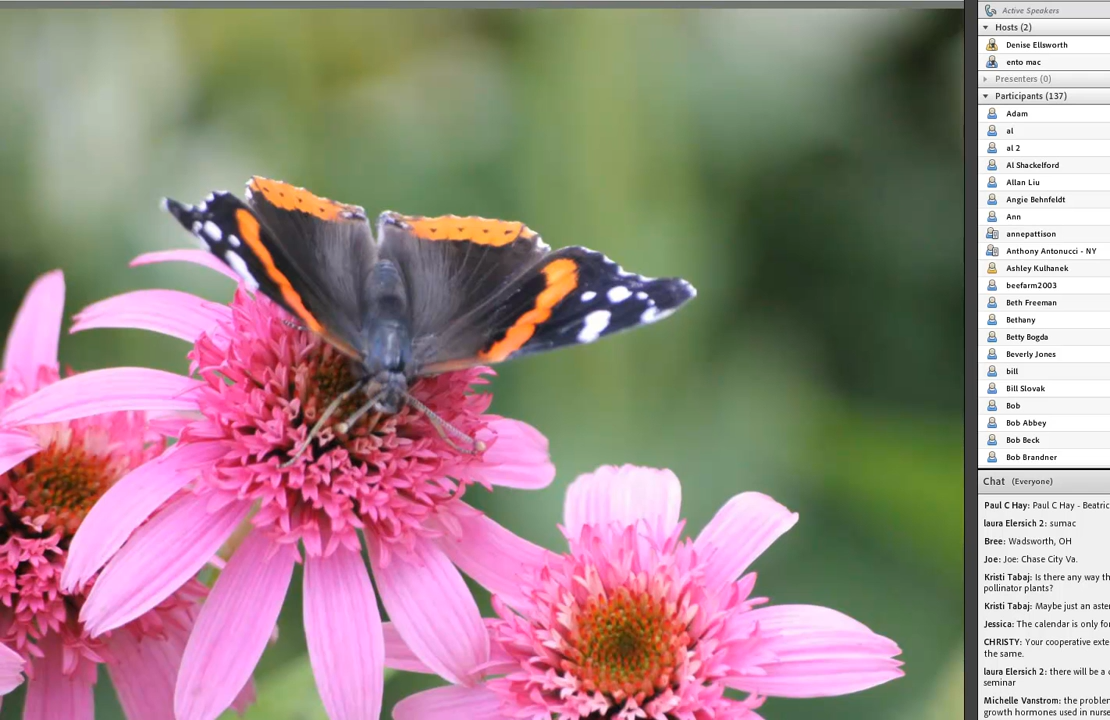 Active Speakers
Hosts (2)
Denise Ellsworth
ento mac
Presenters (0)
Participants (137)
Adam
al
al 2
Al Shackelford
Allan Liu
Angie Behnfeldt
Ann
annepattison
Anthony Antonucci - NY
Ashley Kulhanek
beefarm2003
Beth Freeman
Bethany
Betty Bogda
Beverly Jones
bill
Bill Slovak
Bob
Bob Abbey
Bob Beck
Bob Brandner
Chat (Everyone)
Paul C Hay: Paul C Hay - Beatric
laura Elersich 2: sumac
Bree: Wadsworth, OH
Joe: Joe: Chase City Va.
Kristi Tabaj: Is there any way th
pollinator plants?
Kristi Tabaj: Maybe just an aste
Jessica: The calendar is only fo
CHRISTY: Your cooperative exte
the same.
laura Elersich 2: there will be a
seminar
Michelle Vanstrom: the problem
growth hormones used in nurse